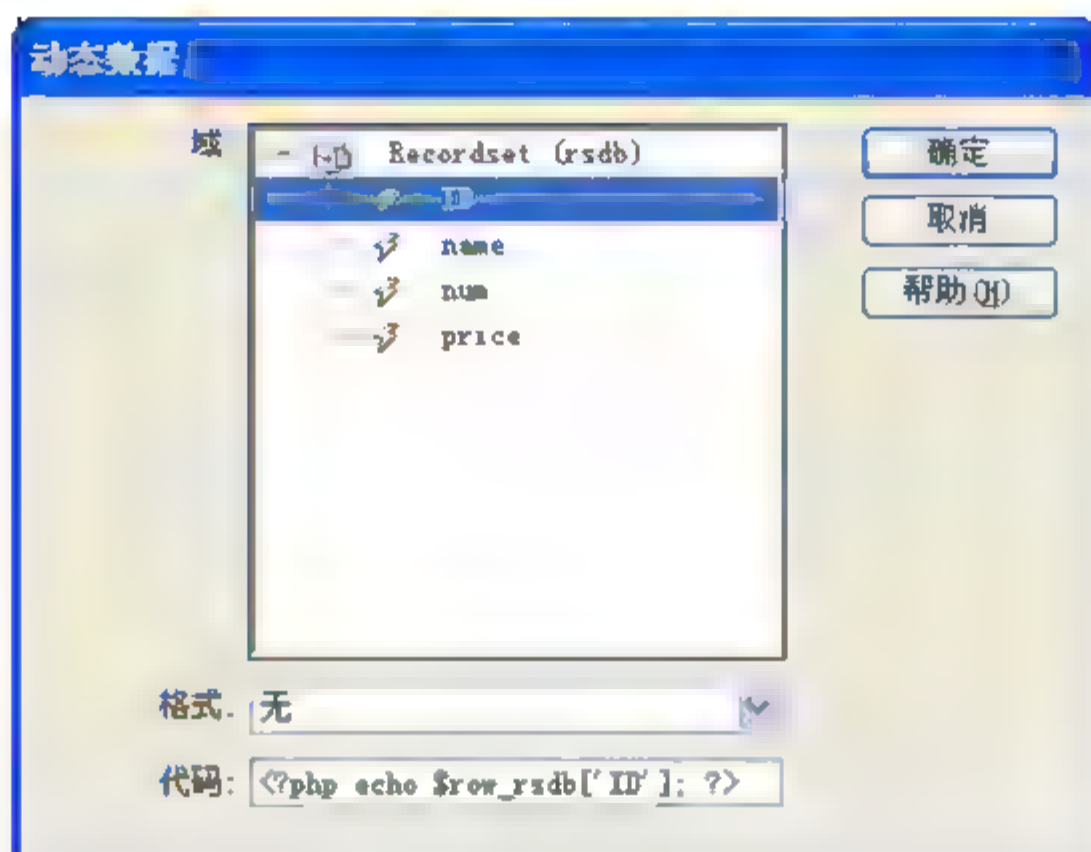 动态数据
域
- Recordset (rsdb)
ID
name
num
price
确定
取消
帮助(H)
格式:
无
代码:
<?php echo $row_rsdb['ID']; ?>